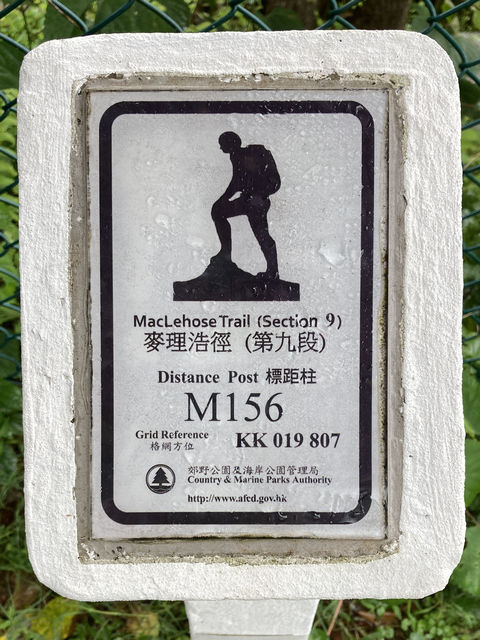 MacLehose Trail (Section 9)
麥理浩徑 (第九段)
Distance Post 標距柱
M156
Grid Reference KK 019 807
格網方位
郊野公園及海岸公園管理局
Country & Marine Parks Authority
http://www.afcd.gov.hk